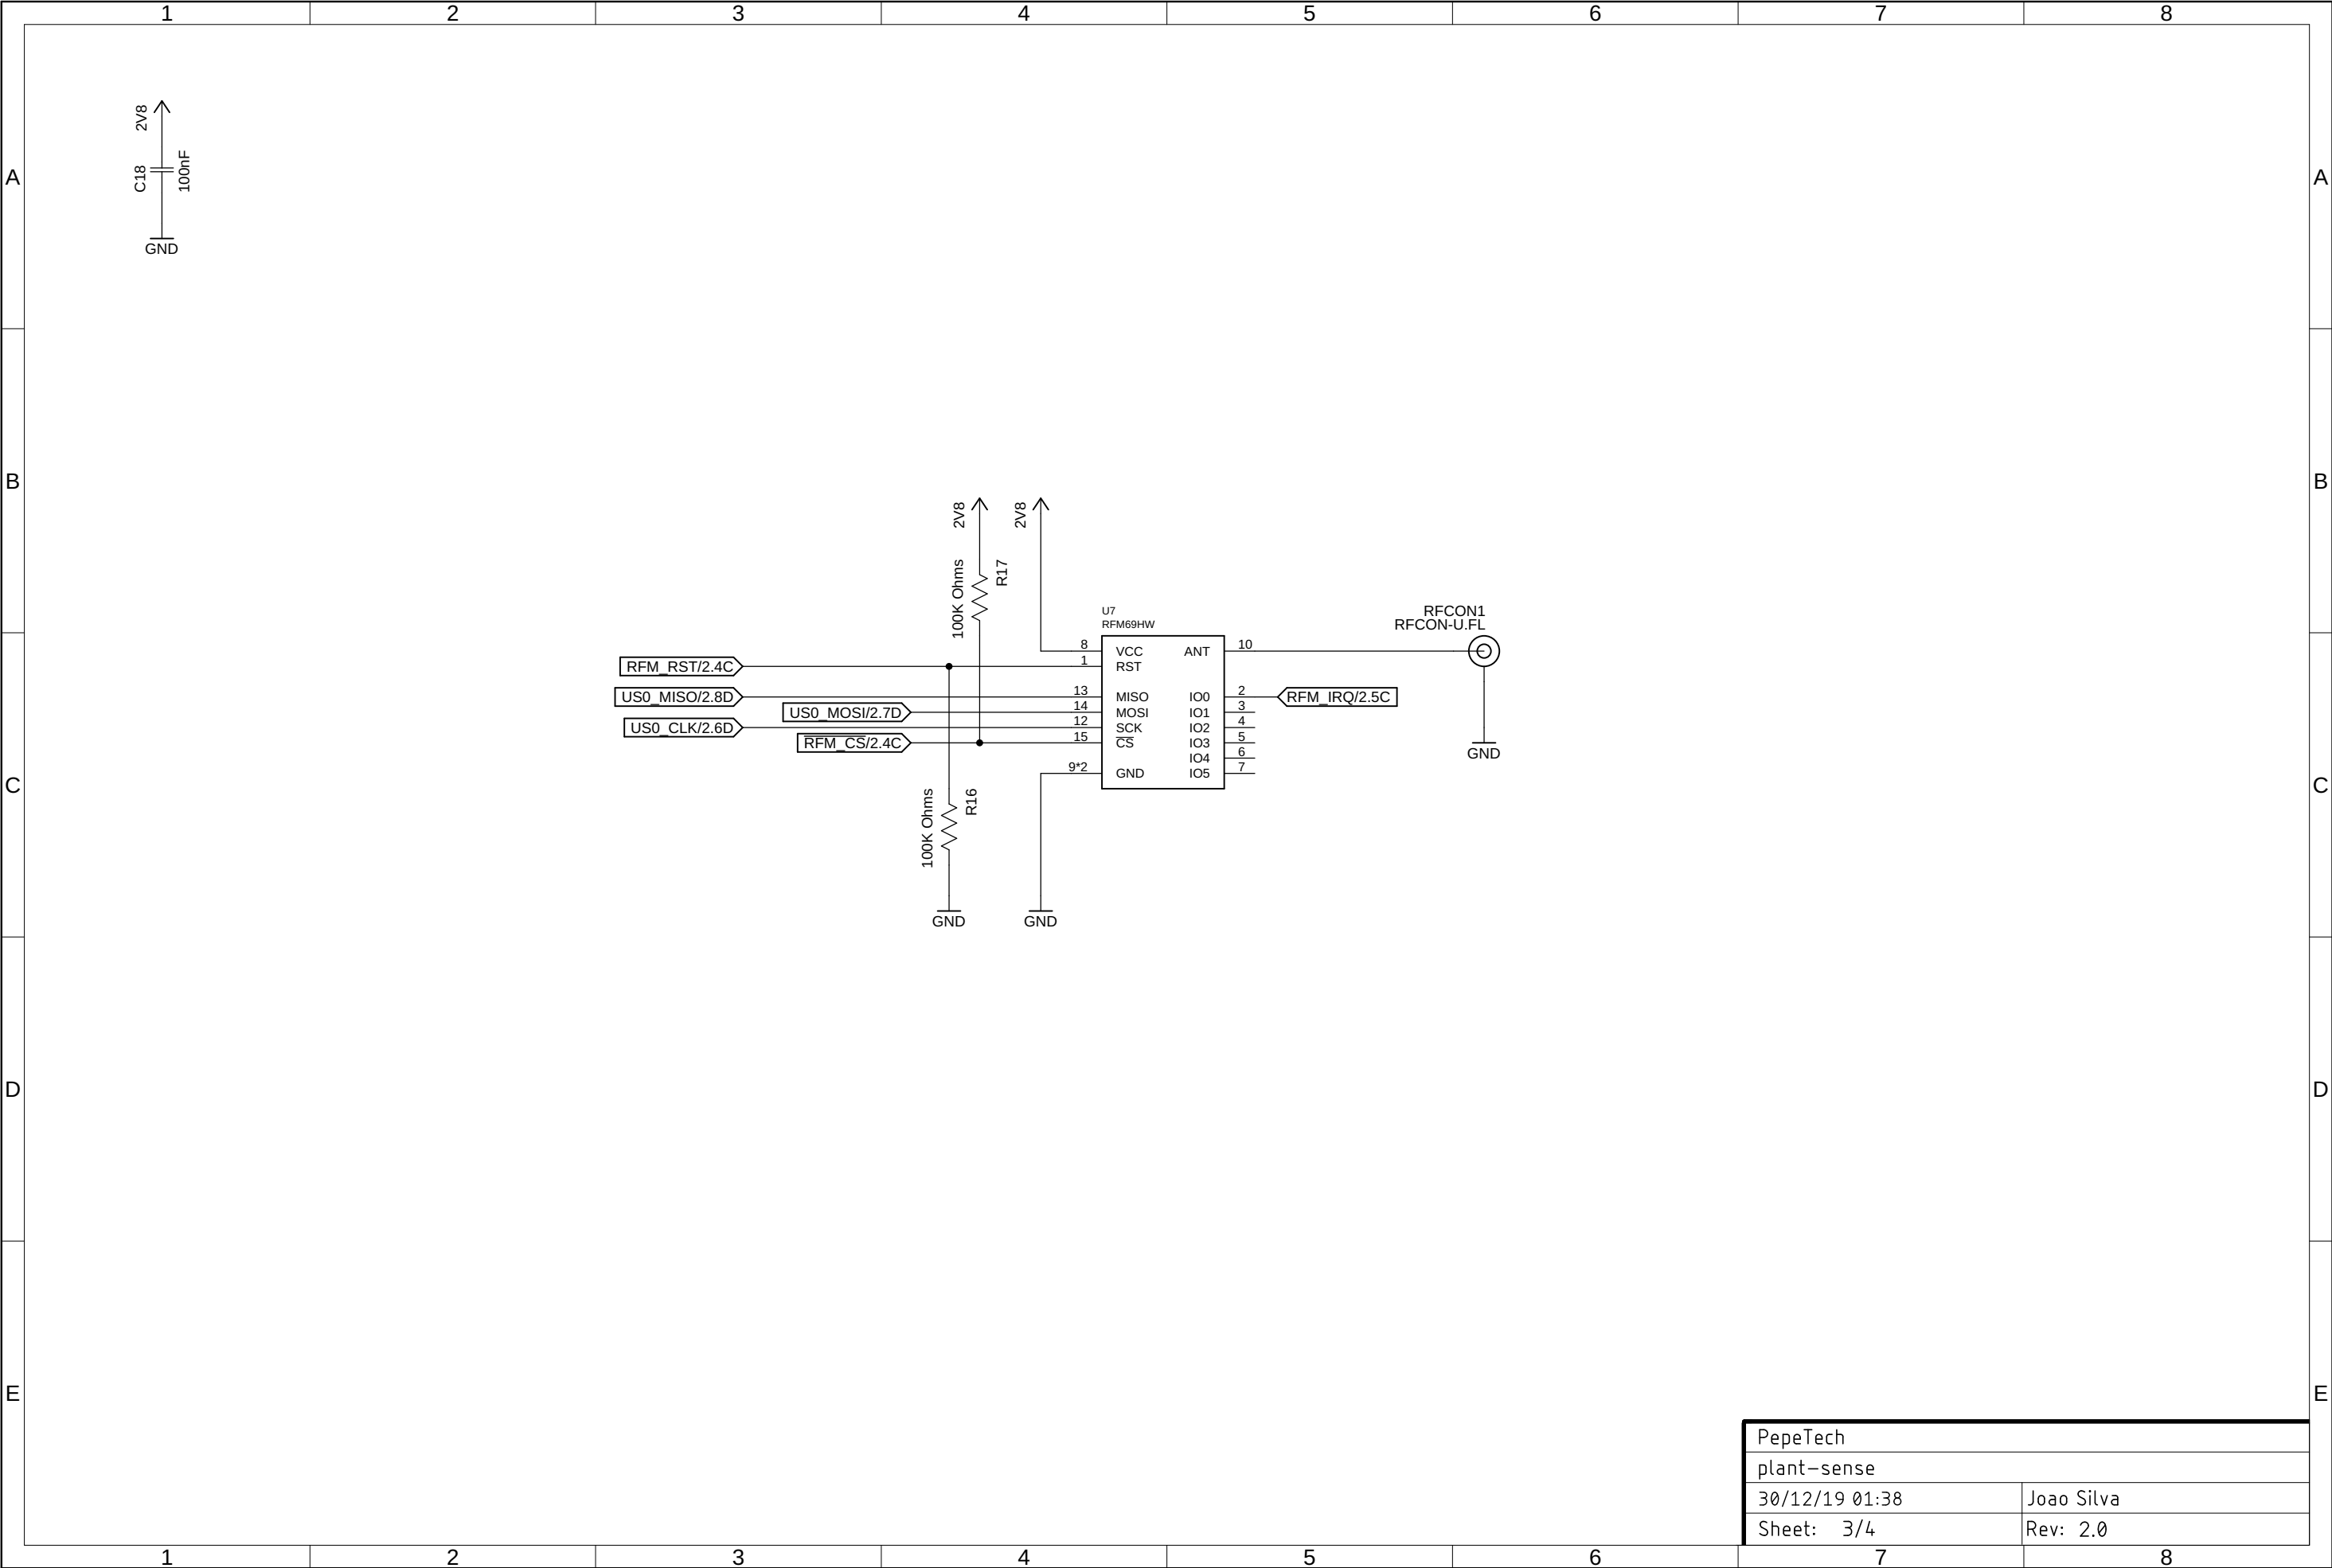 1 2 3 4 5 6 7 8
A A
2V8
C18
100nF
GND
B B
2V8 2V8
100K Ohms
R17
U7
RFM69HW
RFCON1
RFCON-U.FL
8 VCC ANT 10
RFM_RST/2.4C 1 RST
US0_MISO/2.8D 13 MISO IO0 2 RFM_IRQ/2.5C
US0_MOSI/2.7D 14 MOSI IO1 3
US0_CLK/2.6D 12 SCK IO2 4
RFM_CS/2.4C 15 CS IO3 5
IO4 6
9*2 GND IO5 7
GND
C C
100K Ohms
R16
GND GND
D D
E E
PepeTech
plant-sense
30/12/19 01:38 Joao Silva
Sheet: 3/4 Rev: 2.0
1 2 3 4 5 6 7 8